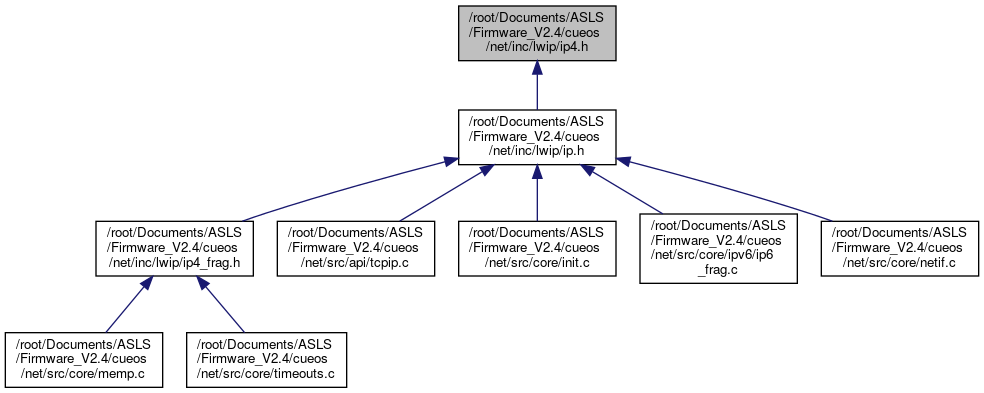 /root/Documents/ASLS
/Firmware_V2.4/cueos
/net/inc/lwip/ip4.h
/root/Documents/ASLS
/Firmware_V2.4/cueos
/net/inc/lwip/ip.h
/root/Documents/ASLS
/Firmware_V2.4/cueos
/net/inc/lwip/ip4_frag.h
/root/Documents/ASLS
/Firmware_V2.4/cueos
/net/src/api/tcpip.c
/root/Documents/ASLS
/Firmware_V2.4/cueos
/net/src/core/init.c
/root/Documents/ASLS
/Firmware_V2.4/cueos
/net/src/core/ipv6/ip6
_frag.c
/root/Documents/ASLS
/Firmware_V2.4/cueos
/net/src/core/netif.c
/root/Documents/ASLS
/Firmware_V2.4/cueos
/net/src/core/memp.c
/root/Documents/ASLS
/Firmware_V2.4/cueos
/net/src/core/timeouts.c